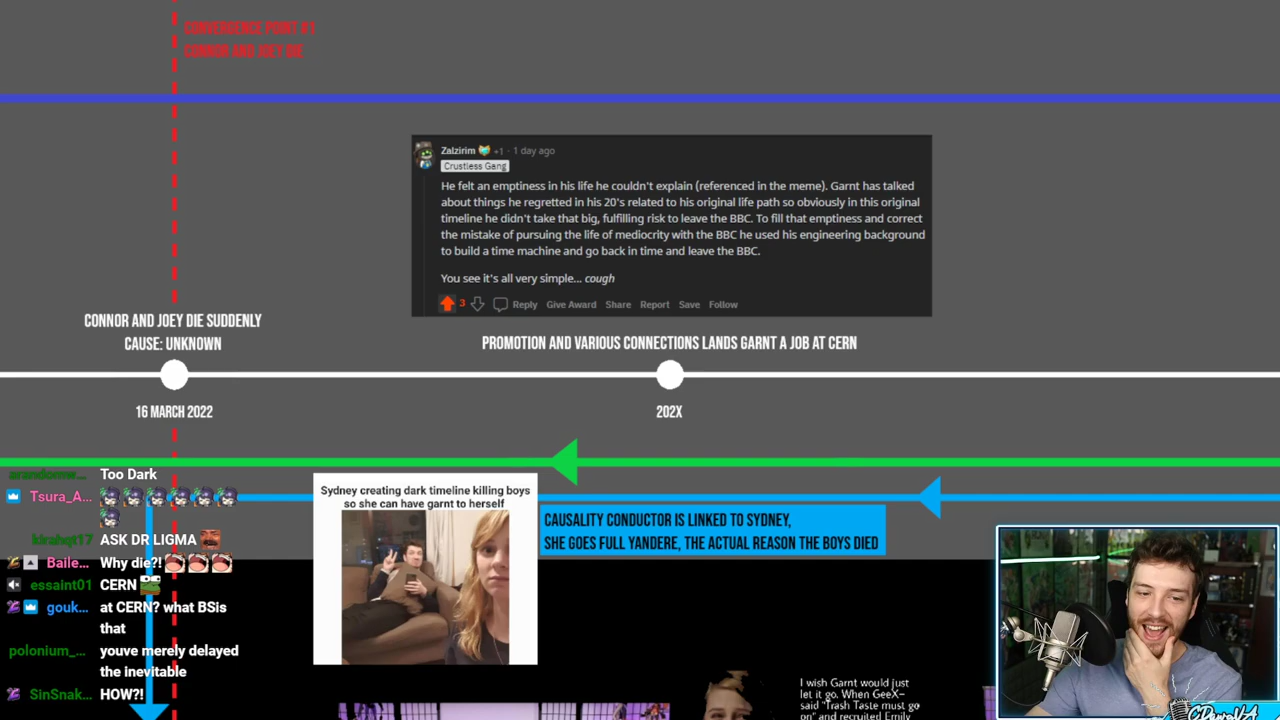 CONVERGENCE POINT #1
CONNOR AND JOEY DIE
Zalzirim +1 · 1 day ago
Crustless Gang
He felt an emptiness in his life he couldn't explain (referenced in the meme). Garnt has talked
about things he regretted in his 20's related to his original life path so obviously in this original
timeline he didn't take that big, fulfilling risk to leave the BBC. To fill that emptiness and correct
the mistake of pursuing the life of mediocrity with the BBC he used his engineering background
to build a time machine and go back in time and leave the BBC.
You see it's all very simple... cough
3 Reply Give Award Share Report Save Follow
CONNOR AND JOEY DIE SUDDENLY
CAUSE: UNKNOWN
16 MARCH 2022
PROMOTION AND VARIOUS CONNECTIONS LANDS GARNT A JOB AT CERN
202X
Sydney creating dark timeline killing boys
so she can have garnt to herself
CAUSALITY CONDUCTOR IS LINKED TO SYDNEY,
SHE GOES FULL YANDERE, THE ACTUAL REASON THE BOYS DIED
Too Dark
Tsura_A...
ASK DR LIGMA
Baile... Why die?!
essaint01 CERN
gouk... at CERN? what BSis
that
polonium_... youve merely delayed
the inevitable
SinSnak... HOW?!
I wish Garnt would just
let it go. When GeeX-
said "Trash Taste must go
on" and recruited Emily